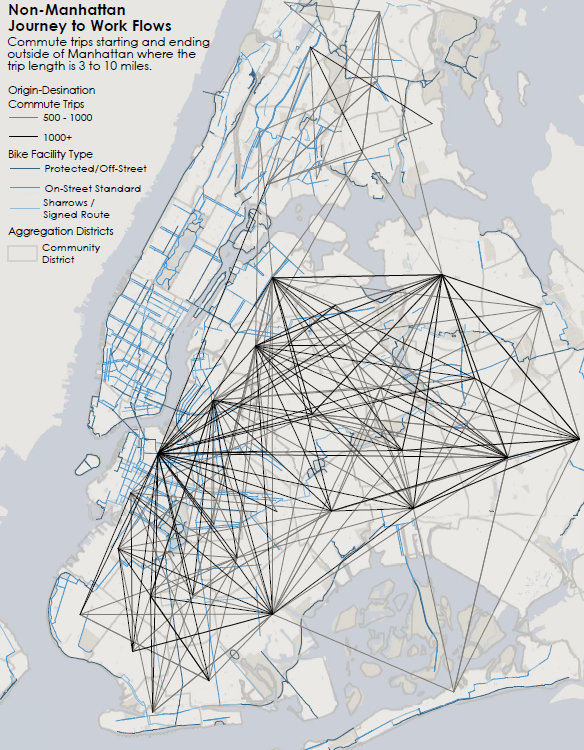 Non-Manhattan
Journey to Work Flows
Commute trips starting and ending
outside of Manhattan where the
trip length is 3 to 10 miles.
Origin-Desination
Commute Trips
500 - 1000
1000+
Bike Facility Type
Protected/Off-Street
On-Street Standard
Sharrows /
Signed Route
Aggregation Districts
Community
District